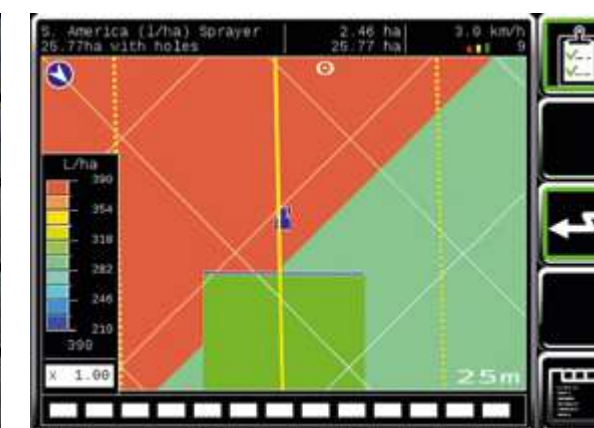 S. America (l/ha) Sprayer 2.46 ha 3.0 km/h
25.77ha with holes 25.77 ha 9
L/ha
390
354
318
282
246
210
390
x 1.00
25m